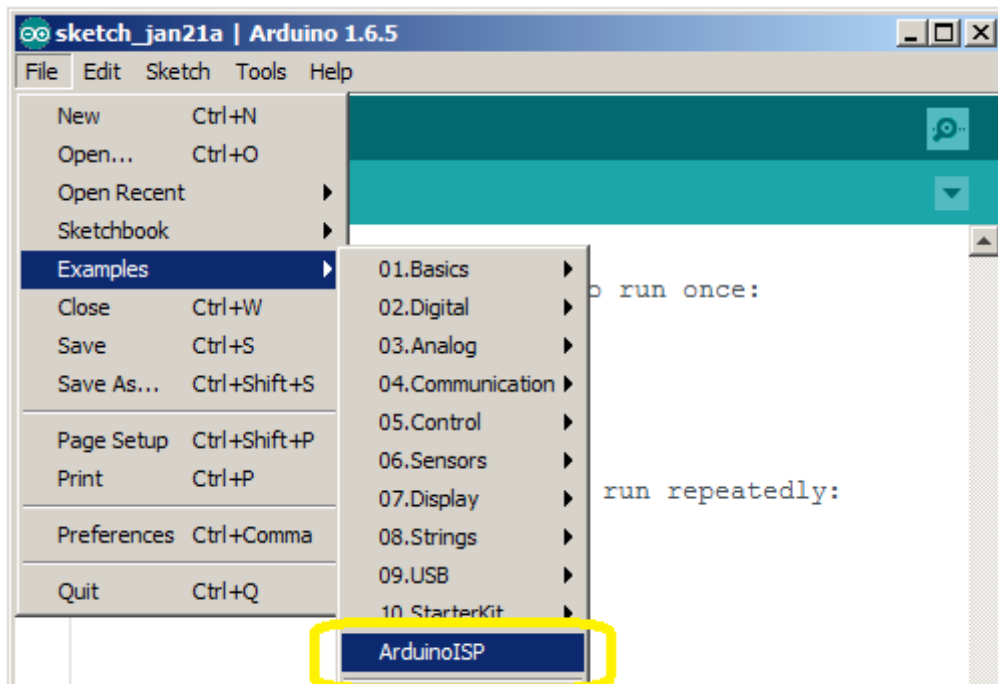 sketch_jan21a | Arduino 1.6.5
File Edit Sketch Tools Help
New Ctrl+N
Open... Ctrl+O
Open Recent
Sketchbook
Examples
Close Ctrl+W
Save Ctrl+S
Save As... Ctrl+Shift+S
Page Setup Ctrl+Shift+P
Print Ctrl+P
Preferences Ctrl+Comma
Quit Ctrl+Q
01.Basics
02.Digital
03.Analog
04.Communication
05.Control
06.Sensors
07.Display
08.Strings
09.USB
10.StarterKit
ArduinoISP
o run once:
run repeatedly: